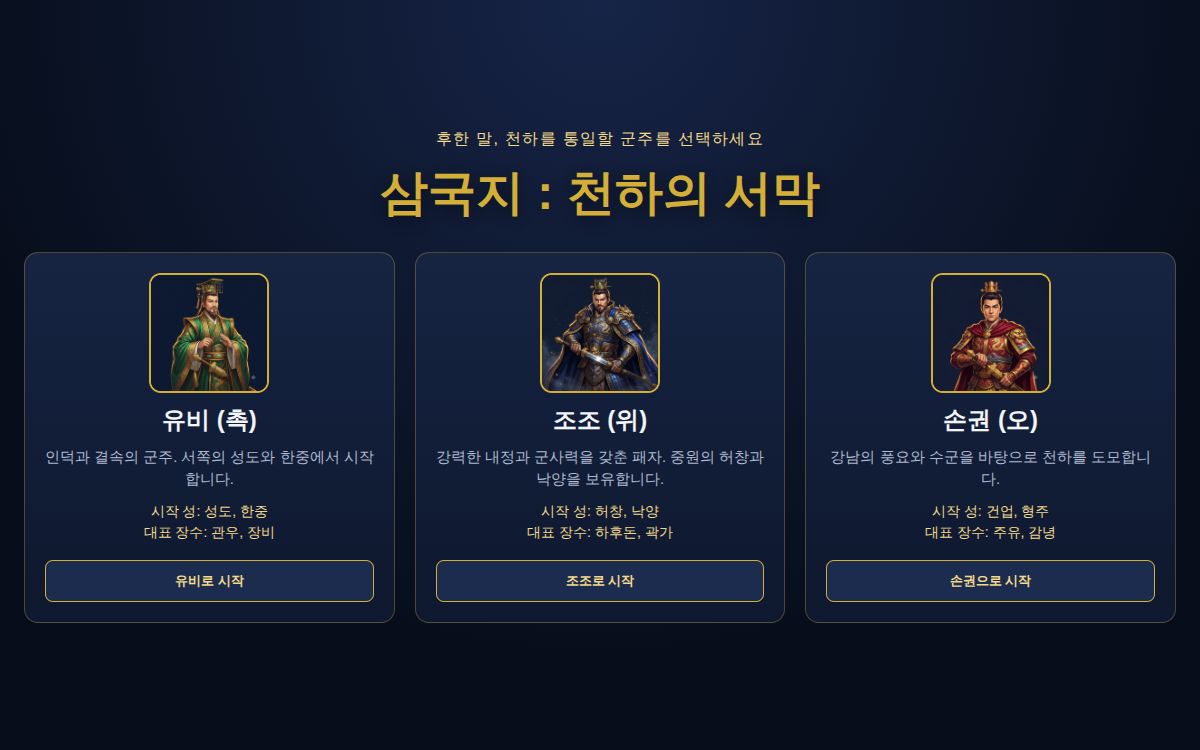 후한 말, 천하를 통일할 군주를 선택하세요
삼국지 : 천하의 서막
유비 (촉)
인덕과 결속의 군주. 서쪽의 성도와 한중에서 시작
합니다.
시작 성: 성도, 한중
대표 장수: 관우, 장비
유비로 시작
조조 (위)
강력한 내정과 군사력을 갖춘 패자. 중원의 허창과
낙양을 보유합니다.
시작 성: 허창, 낙양
대표 장수: 하후돈, 곽가
조조로 시작
손권 (오)
강남의 풍요와 수군을 바탕으로 천하를 도모합니
다.
시작 성: 건업, 형주
대표 장수: 주유, 감녕
손권으로 시작